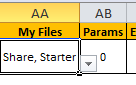 AA AB
My Files Params E
Share, Starter 0